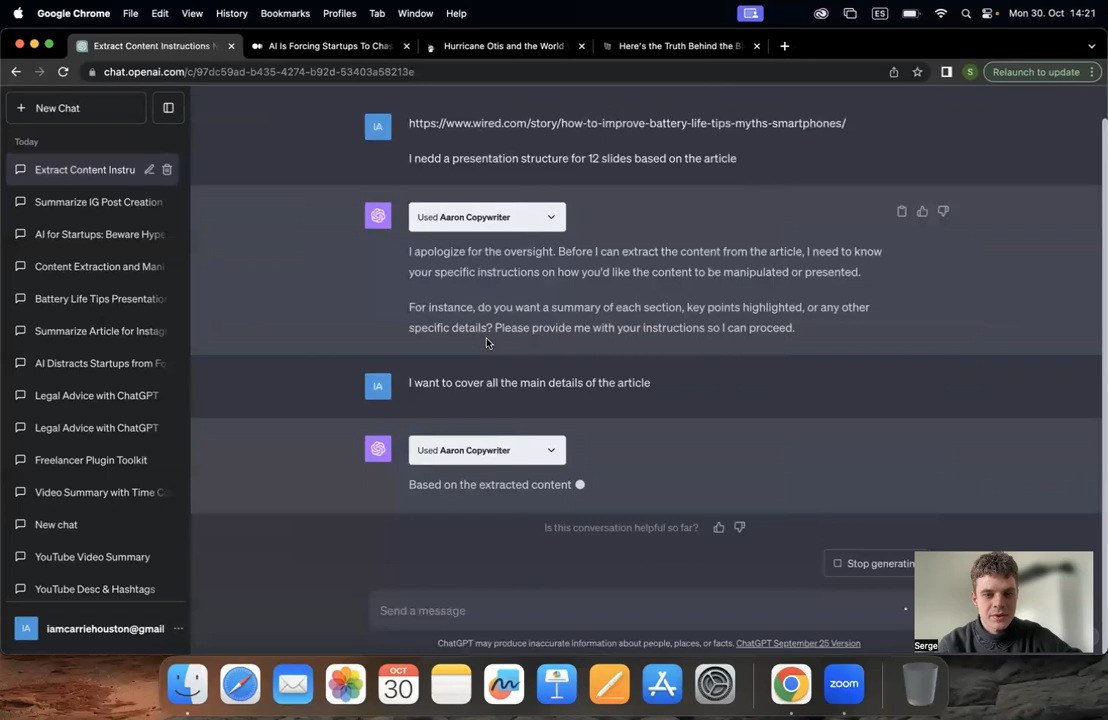 Google Chrome File Edit View History Bookmarks Profiles Tab Window Help ES Mon 30. Oct 14:21
Extract Content Instructions AI Is Forcing Startups To Cha Hurricane Otis and the World Here's the Truth Behind the B
chat.openai.com/c/97dc59ad-b435-4274-b92d-53403a58213e S Relaunch to update
New Chat
Today
Extract Content Instru
Summarize IG Post Creation
AI for Startups: Beware Hype
Content Extraction and Mani
Battery Life Tips Presentatio
Summarize Article for Instag
AI Distracts Startups from Fo
Legal Advice with ChatGPT
Legal Advice with ChatGPT
Freelancer Plugin Toolkit
Video Summary with Time Co
New chat
YouTube Video Summary
YouTube Desc & Hashtags
IA iamcarriehouston@gmail
IA https://www.wired.com/story/how-to-improve-battery-life-tips-myths-smartphones/
I nedd a presentation structure for 12 slides based on the article
Used Aaron Copywriter
I apologize for the oversight. Before I can extract the content from the article, I need to know
your specific instructions on how you'd like the content to be manipulated or presented.
For instance, do you want a summary of each section, key points highlighted, or any other
specific details? Please provide me with your instructions so I can proceed.
IA I want to cover all the main details of the article
Used Aaron Copywriter
Based on the extracted content
Is this conversation helpful so far?
Stop generatin
Send a message
ChatGPT may produce inaccurate information about people, places, or facts. ChatGPT September 25 Version
Serge
OCT
30
zoom